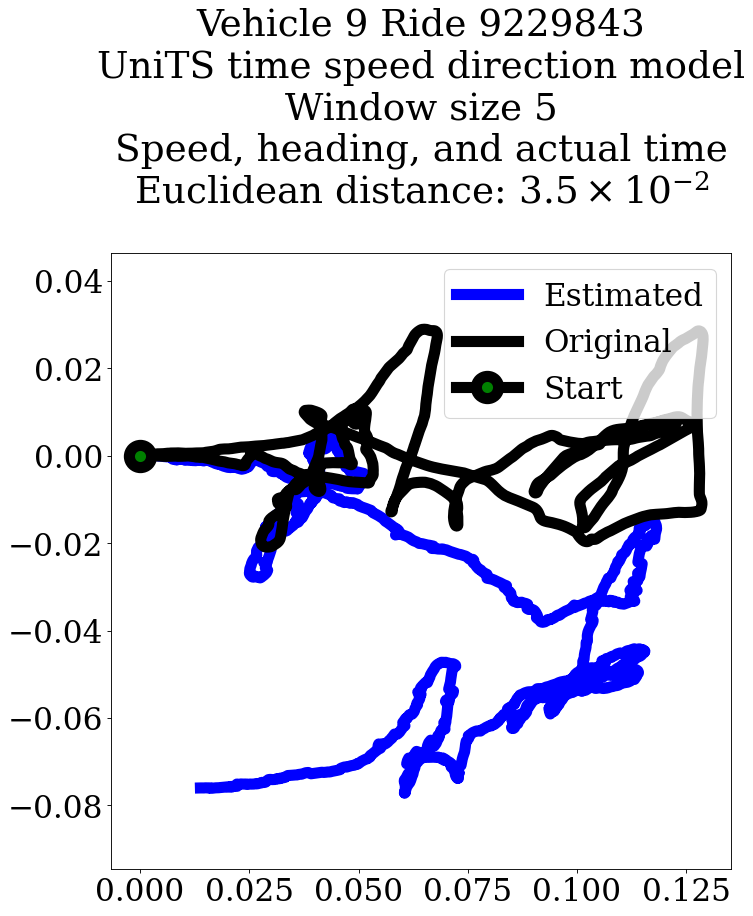 Vehicle 9 Ride 9229843
UniTS time speed direction model
Window size 5
Speed, heading, and actual time
Euclidean distance: 3.5 × 10⁻²
Estimated
Original
Start
0.04
0.02
0.00
−0.02
−0.04
−0.06
−0.08
0.000 0.025 0.050 0.075 0.100 0.125